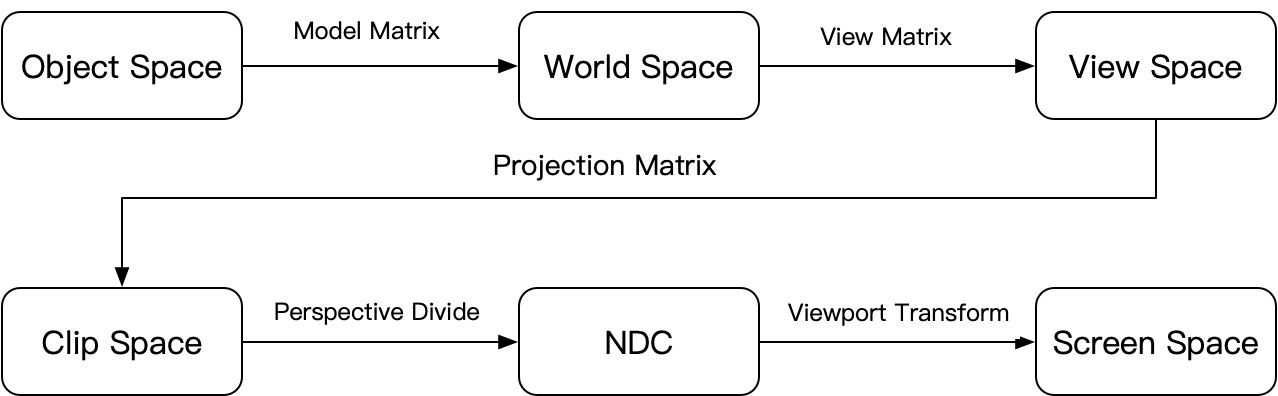 Object Space
Model Matrix
World Space
View Matrix
View Space
Projection Matrix
Clip Space
Perspective Divide
NDC
Viewport Transform
Screen Space